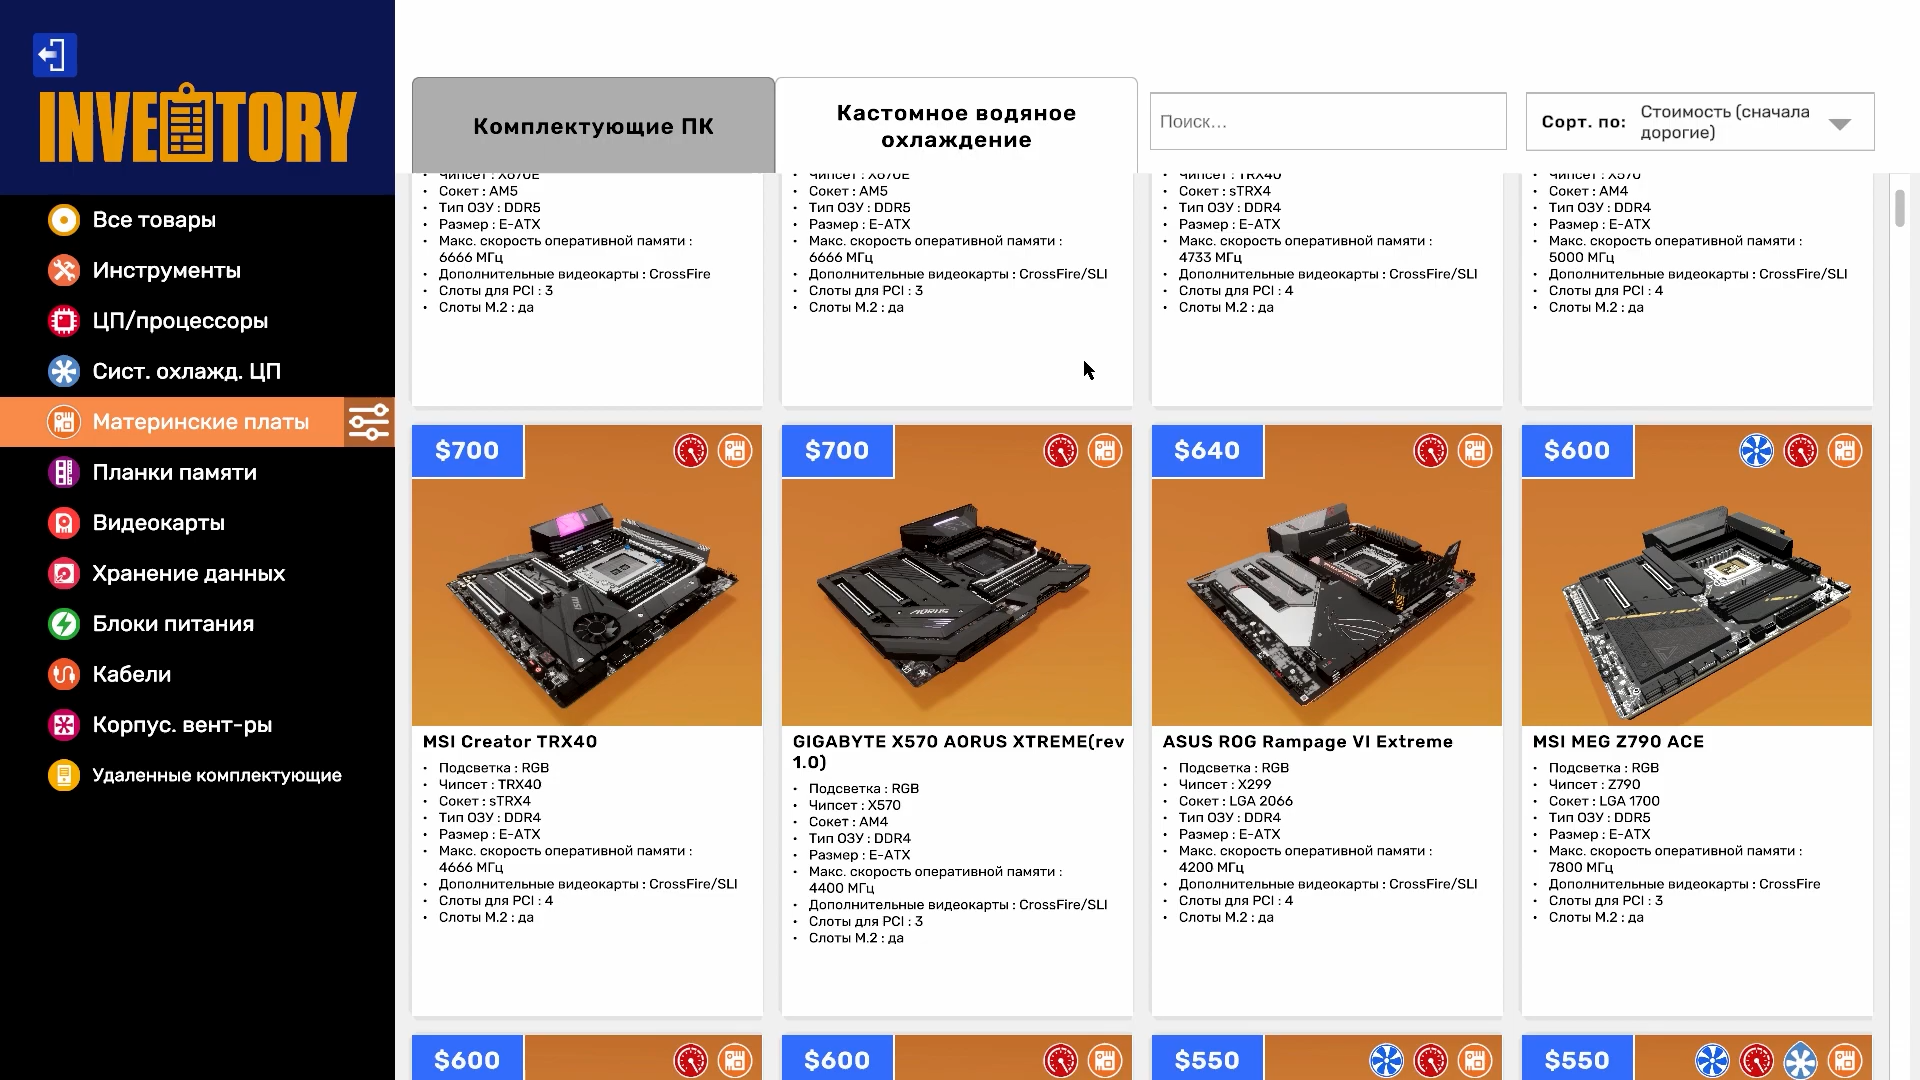 INVENTORY
Все товары
Инструменты
ЦП/процессоры
Сист. охлажд. ЦП
Материнские платы
Планки памяти
Видеокарты
Хранение данных
Блоки питания
Кабели
Корпус. вент-ры
Удаленные комплектующие
Комплектующие ПК
Кастомное водяное
охлаждение
Поиск...
Сорт. по:
Стоимость (сначала
дорогие)
• Чипсет : X670E
• Сокет : AM5
• Тип ОЗУ : DDR5
• Размер : E-ATX
• Макс. скорость оперативной памяти :
6666 МГц
• Дополнительные видеокарты : CrossFire
• Слоты для PCI : 3
• Слоты M.2 : да
• Чипсет : X670E
• Сокет : AM5
• Тип ОЗУ : DDR5
• Размер : E-ATX
• Макс. скорость оперативной памяти :
6666 МГц
• Дополнительные видеокарты : CrossFire/SLI
• Слоты для PCI : 3
• Слоты M.2 : да
• Чипсет : TRX40
• Сокет : sTRX4
• Тип ОЗУ : DDR4
• Размер : E-ATX
• Макс. скорость оперативной памяти :
4733 МГц
• Дополнительные видеокарты : CrossFire/SLI
• Слоты для PCI : 4
• Слоты M.2 : да
• Чипсет : X570
• Сокет : AM4
• Тип ОЗУ : DDR4
• Размер : E-ATX
• Макс. скорость оперативной памяти :
5000 МГц
• Дополнительные видеокарты : CrossFire/SLI
• Слоты для PCI : 4
• Слоты M.2 : да
$700
MSI Creator TRX40
• Подсветка : RGB
• Чипсет : TRX40
• Сокет : sTRX4
• Тип ОЗУ : DDR4
• Размер : E-ATX
• Макс. скорость оперативной памяти :
4666 МГц
• Дополнительные видеокарты : CrossFire/SLI
• Слоты для PCI : 4
• Слоты M.2 : да
$700
AORUS
GIGABYTE X570 AORUS XTREME(rev
1.0)
• Подсветка : RGB
• Чипсет : X570
• Сокет : AM4
• Тип ОЗУ : DDR4
• Размер : E-ATX
• Макс. скорость оперативной памяти :
4400 МГц
• Дополнительные видеокарты : CrossFire/SLI
• Слоты для PCI : 3
• Слоты M.2 : да
$640
ASUS ROG Rampage VI Extreme
• Подсветка : RGB
• Чипсет : X299
• Сокет : LGA 2066
• Тип ОЗУ : DDR4
• Размер : E-ATX
• Макс. скорость оперативной памяти :
4200 МГц
• Дополнительные видеокарты : CrossFire/SLI
• Слоты для PCI : 4
• Слоты M.2 : да
$600
MSI MEG Z790 ACE
• Подсветка : RGB
• Чипсет : Z790
• Сокет : LGA 1700
• Тип ОЗУ : DDR5
• Размер : E-ATX
• Макс. скорость оперативной памяти :
7800 МГц
• Дополнительные видеокарты : CrossFire
• Слоты для PCI : 3
• Слоты M.2 : да
$600
$600
$550
$550